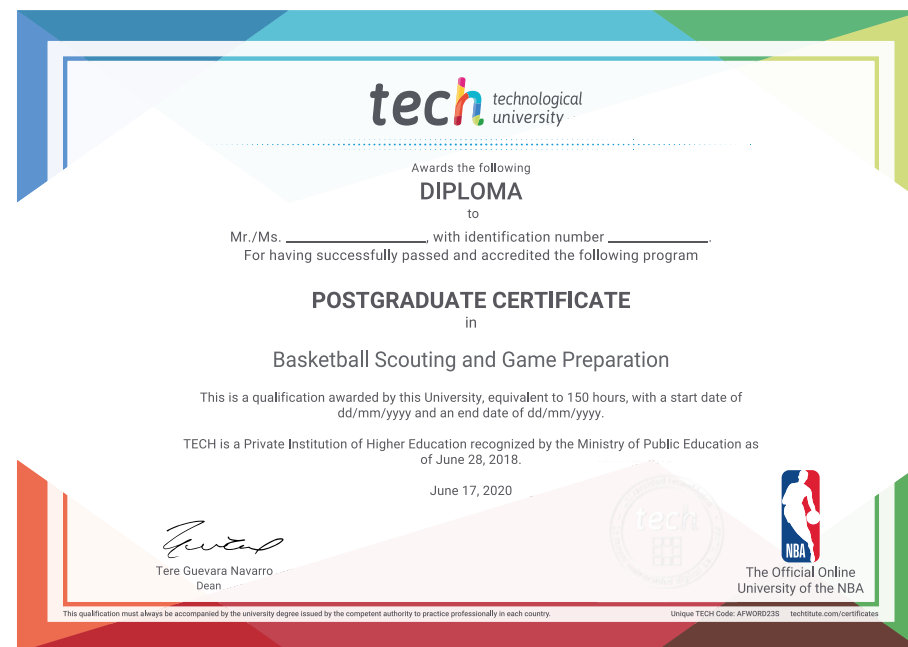 tech technological
university
Awards the following
DIPLOMA
to
Mr./Ms. ____________, with identification number ____________.
For having successfully passed and accredited the following program
POSTGRADUATE CERTIFICATE
in
Basketball Scouting and Game Preparation
This is a qualification awarded by this University, equivalent to 150 hours, with a start date of
dd/mm/yyyy and an end date of dd/mm/yyyy.
TECH is a Private Institution of Higher Education recognized by the Ministry of Public Education as
of June 28, 2018.
June 17, 2020
tech
Tere Guevara Navarro
Dean
NBA
The Official Online
University of the NBA
This qualification must always be accompanied by the university degree issued by the competent authority to practice professionally in each country.
Unique TECH Code: AFWORD23S techtitute.com/certificates